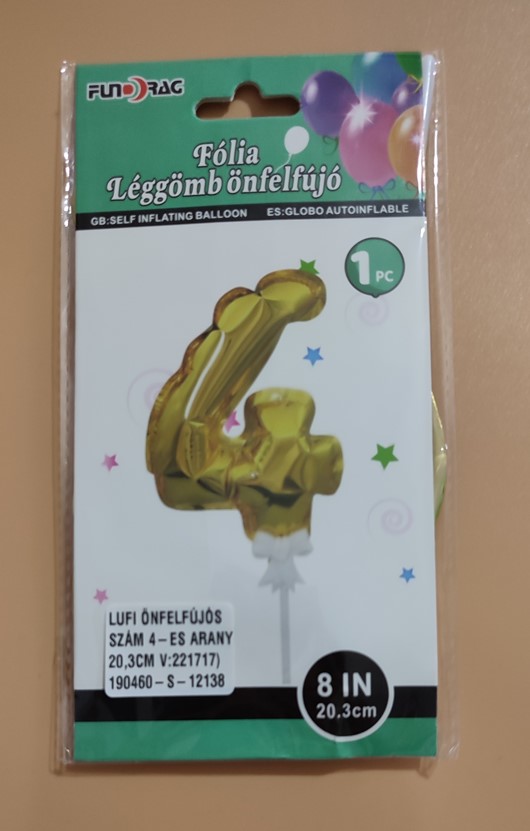 FUNDRAG
Fólia
Léggömb önfelfújó
GB:SELF INFLATING BALLOON ES:GLOBO AUTOINFLABLE
1 PC
LUFI ÖNFELFÚJÓS
SZÁM 4-ES ARANY
20,3CM V:221717)
190460-S-12138
8 IN
20.3cm